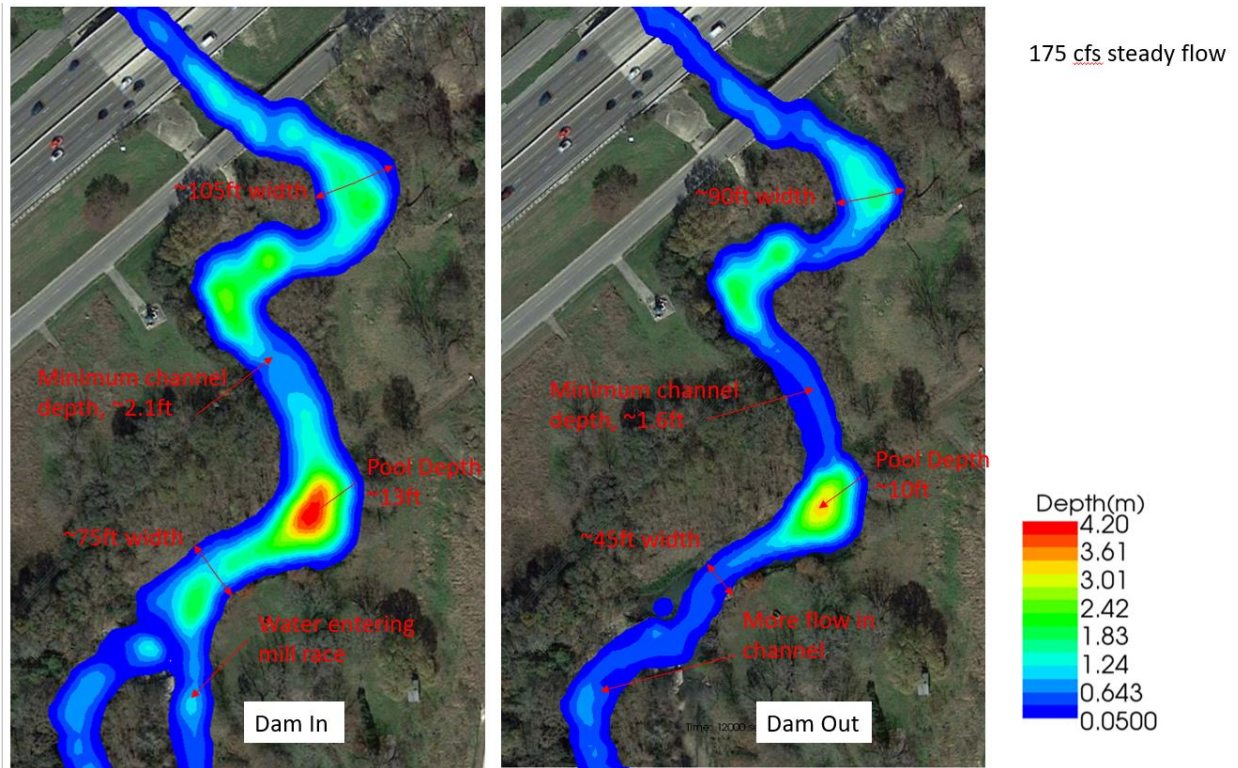 175 cfs steady flow
~105ft width
Minimum channel
depth, ~2.1ft
Pool Depth
~13ft
~75ft width
Water entering
mill race
Dam In
~90ft width
Minimum channel
depth, ~1.6ft
Pool Depth
~10ft
~45ft width
More flow in
channel
Time: 12000 s
Dam Out
Depth(m)
4.20
3.61
3.01
2.42
1.83
1.24
0.643
0.0500